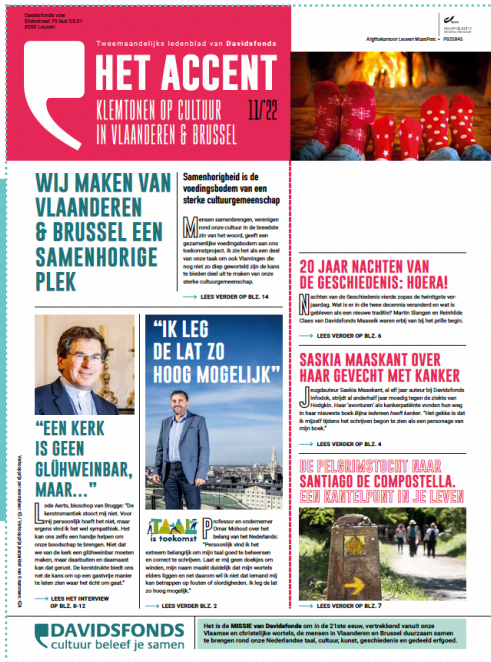 Davidsfonds vzw
Blijde Inkomststraat 79 bus 03.01
3000 Leuven
Afgiftekantoor Leuven MassPost - P925845
Tweemaandelijks ledenblad van Davidsfonds
HET ACCENT
KLEMTONEN OP CULTUUR
IN VLAANDEREN & BRUSSEL
11/'22
WIJ MAKEN VAN
VLAANDEREN
& BRUSSEL EEN
SAMENHORIGE
PLEK
Samenhorigheid is de
voedingsbodem van een
sterke cultuurgemeenschap
Mensen samenbrengen, verenigen
rond onze cultuur in de breedste
zin van het woord, geeft een
gezamenlijke voedingsbodem aan ons
toekomstproject. Ik zie het als een deel
van onze taak om ook Vlamingen die
nog niet zo diep geworteld zijn de kans
te bieden deel uit te maken van onze
sterke cultuurgemeenschap.
LEES VERDER OP BLZ. 14
20 JAAR NACHTEN VAN
DE GESCHIEDENIS: HOERA!
Nachten van de Geschiedenis vierde zopas de twintigste ver-
jaardag. Wat is er in die twee decennia veranderd en wat is
gebleven als een nieuwe traditie? Martin Slangen en Reinhilde
Claes van Davidsfonds Maaseik waren erbij van bij het prille begin.
LEES VERDER OP BLZ. 6
SASKIA MAASKANT OVER
HAAR GEVECHT MET KANKER
Jeugdauteur Saskia Maaskant, al elf jaar auteur bij Davidsfonds
Infodok, strijdt al anderhalf jaar moedig tegen de ziekte van
Hodgkin. Haar 'avonturen' als kankerpatiënte vonden hun weg
in haar nieuwste boek Bijna iedereen heeft kanker. "Het gekke is dat
ik mijzelf tijdens het schrijven begon te zien als een personage van
mijn boek."
LEES VERDER OP BLZ. 4
DE PELGRIMSTOCHT NAAR
SANTIAGO DE COMPOSTELLA.
EEN KANTELPUNT IN JE LEVEN
LEES VERDER OP BLZ. 7
"EEN KERK
IS GEEN
GLÜHWEINBAR,
MAAR..."
Lode Aerts, bisschop van Brugge: "De
kerstromantiek stoort mij niet. Voor
mij persoonlijk hoeft het niet, maar
ergens vind ik het wel sympathiek. Het
kan ons zelfs een handje helpen om
onze boodschap te brengen. Niet dat
we van de kerk een glühweinbar moeten
maken, maar daarbuiten en daarnaast
kan dat gerust. De kerstdrukte biedt ons
net de kans om op een gastvrije manier
te laten zien waar het écht om gaat."
LEES HET INTERVIEW
OP BLZ. 8-12
"IK LEG
DE LAT ZO
HOOG MOGELIJK"
TAAL
is toekomst
Professor en ondernemer
Omar Mohout over het
belang van het Nederlands:
"Persoonlijk vind ik het
extreem belangrijk om mijn taal goed te beheersen
en correct te schrijven. Laat er mij geen doekjes om
winden, mijn naam maakt duidelijk dat mijn wortels
elders liggen en net daarom wil ik niet dat iemand mij
kan betrappen op fouten of slordigheden. Ik leg de lat
zo hoog mogelijk."
LEES VERDER BLZ. 2
DAVIDSFONDS
cultuur beleef je samen
Het is de MISSIE van Davidsfonds om in de 21ste eeuw, vertrekkend vanuit onze
Vlaamse en christelijke wortels, de mensen in Vlaanderen en Brussel duurzaam samen
te brengen rond onze Nederlandse taal, cultuur, kunst, geschiedenis en gedeeld erfgoed.